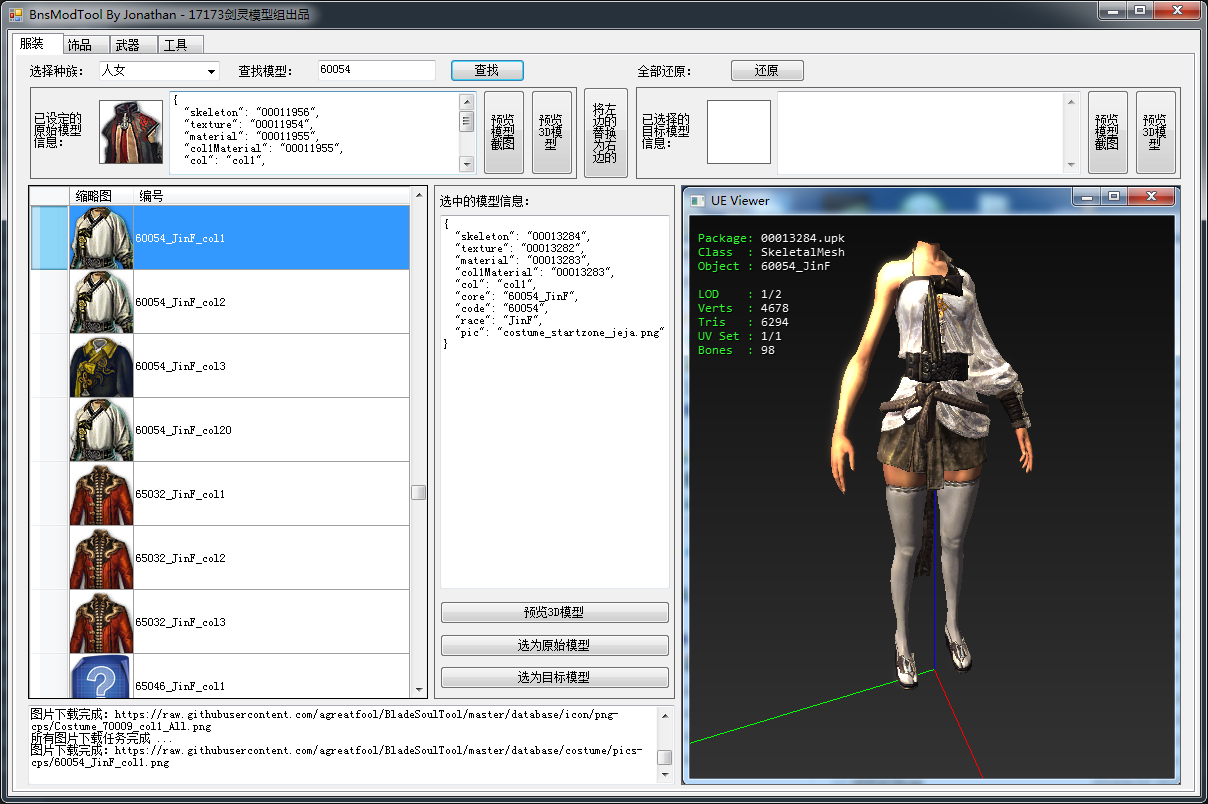 BnsModTool By Jonathan - 17173剑灵模型组出品
服装 饰品 武器 工具
选择种族: 人女 查找模型: 60054 查找 全部还原: 还原
已设定的
原始模型
信息:
{
"skeleton": "00011956",
"texture": "00011954",
"material": "00011955",
"col1Material": "00011955",
"col": "col1",
预览
模型
截图
预览
3D模
型
将左
边的
替换
为右
边的
已选择的
目标模型
信息:
预览
模型
截图
预览
3D模
型
缩略图 编号
60054_JinF_col1
60054_JinF_col2
60054_JinF_col3
60054_JinF_col20
65032_JinF_col1
65032_JinF_col2
65032_JinF_col3
65046_JinF_col1
选中的模型信息:
{
"skeleton": "00013284",
"texture": "00013282",
"material": "00013283",
"col1Material": "00013283",
"col": "col1",
"core": "60054_JinF",
"code": "60054",
"race": "JinF",
"pic": "costume_startzone_jeja.png"
}
预览3D模型
选为原始模型
选为目标模型
UE Viewer
Package: 00013284.upk
Class : SkeletalMesh
Object : 60054_JinF
LOD : 1/2
Verts : 4678
Tris : 6294
UV Set : 1/1
Bones : 98
图片下载完成: https://raw.githubusercontent.com/agreatfool/BladeSoulTool/master/database/icon/png-
cps/Costume_70009_col1_All.png
所有图片下载任务完成 ...
图片下载完成: https://raw.githubusercontent.com/agreatfool/BladeSoulTool/master/database/costume/pics-
cps/60054_JinF_col1.png